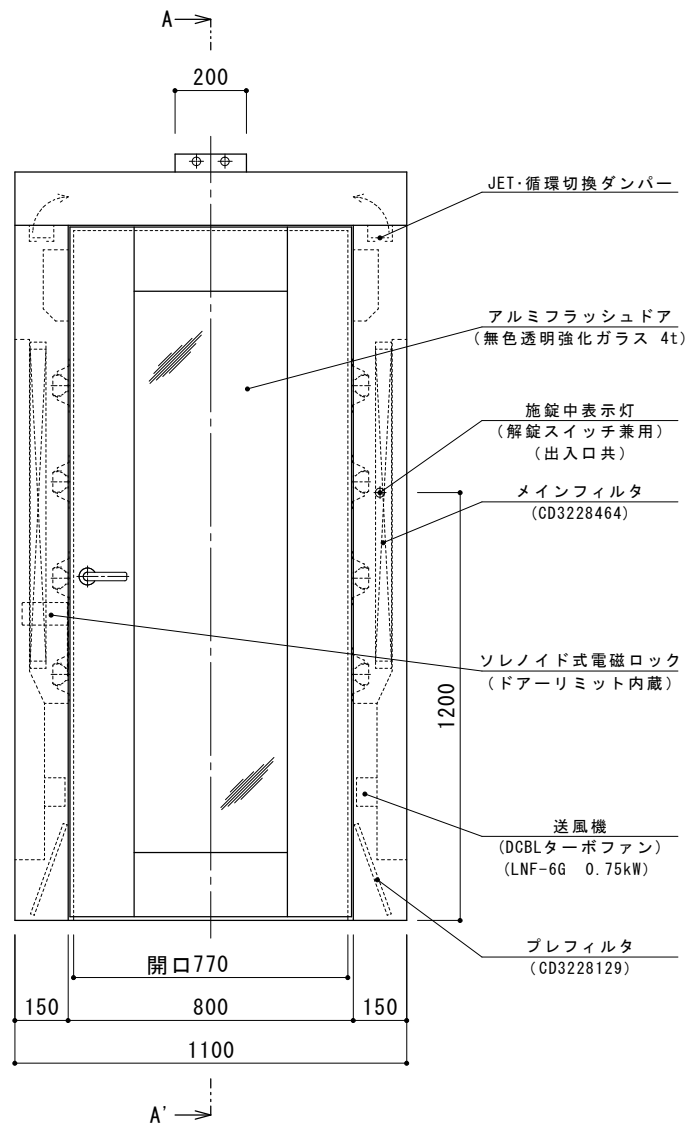 A
200
JET・循環切換ダンパー
アルミフラッシュドア
(無色透明強化ガラス 4t)
施錠中表示灯
(解錠スイッチ兼用)
(出入口共)
メインフィルタ
(CD3228464)
ソレノイド式電磁ロック
(ドアーリミット内蔵)
1200
送風機
(DCBLターボファン)
(LNF-6G 0.75kW)
プレフィルタ
(CD3228129)
開口770
150
800
150
1100
A'